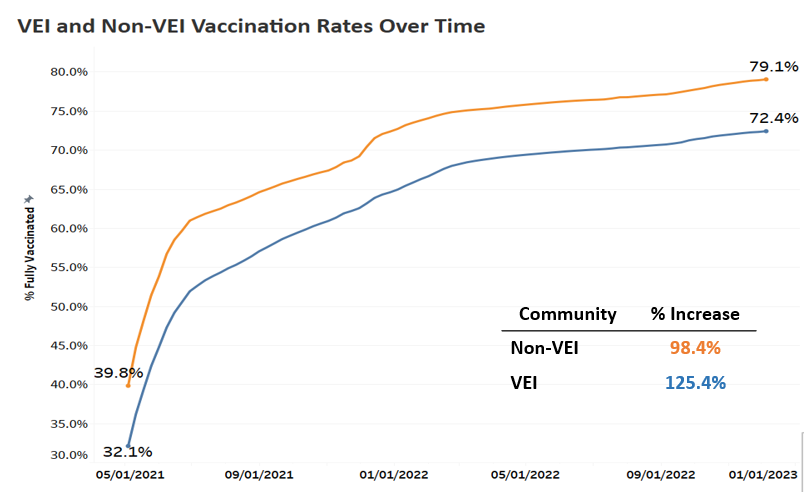 VEI and Non-VEI Vaccination Rates Over Time
80.0%
75.0%
70.0%
65.0%
60.0%
55.0%
50.0%
45.0%
40.0%
35.0%
30.0%
% Fully Vaccinated
79.1%
72.4%
39.8%
32.1%
Community % Increase
Non-VEI 98.4%
VEI 125.4%
05/01/2021 09/01/2021 01/01/2022 05/01/2022 09/01/2022 01/01/2023